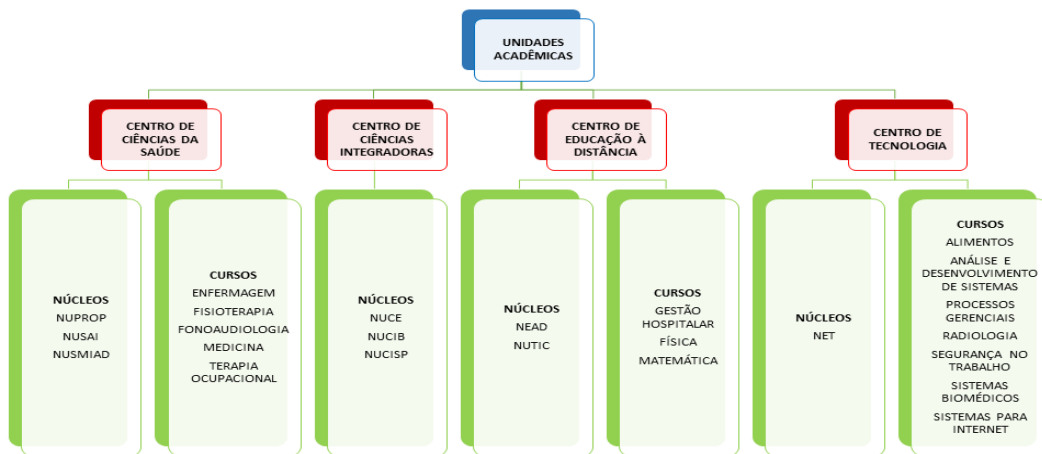 UNIDADES
ACADÊMICAS
CENTRO DE
CIÊNCIAS DA
SAÚDE
CENTRO DE
CIÊNCIAS
INTEGRADORAS
CENTRO DE
EDUCAÇÃO À
DISTÂNCIA
CENTRO DE
TECNOLOGIA
NÚCLEOS
NUPROP
NUSAI
NUSMIAD
CURSOS
ENFERMAGEM
FISIOTERAPIA
FONOAUDIOLOGIA
MEDICINA
TERAPIA
OCUPACIONAL
NÚCLEOS
NUCE
NUCIB
NUCISP
NÚCLEOS
NEAD
NUTIC
CURSOS
GESTÃO
HOSPITALAR
FÍSICA
MATEMÁTICA
NÚCLEOS
NET
CURSOS
ALIMENTOS
ANÁLISE E
DESENVOLVIMENTO
DE SISTEMAS
PROCESSOS
GERENCIAIS
RADIOLOGIA
SEGURANÇA NO
TRABALHO
SISTEMAS
BIOMÉDICOS
SISTEMAS PARA
INTERNET